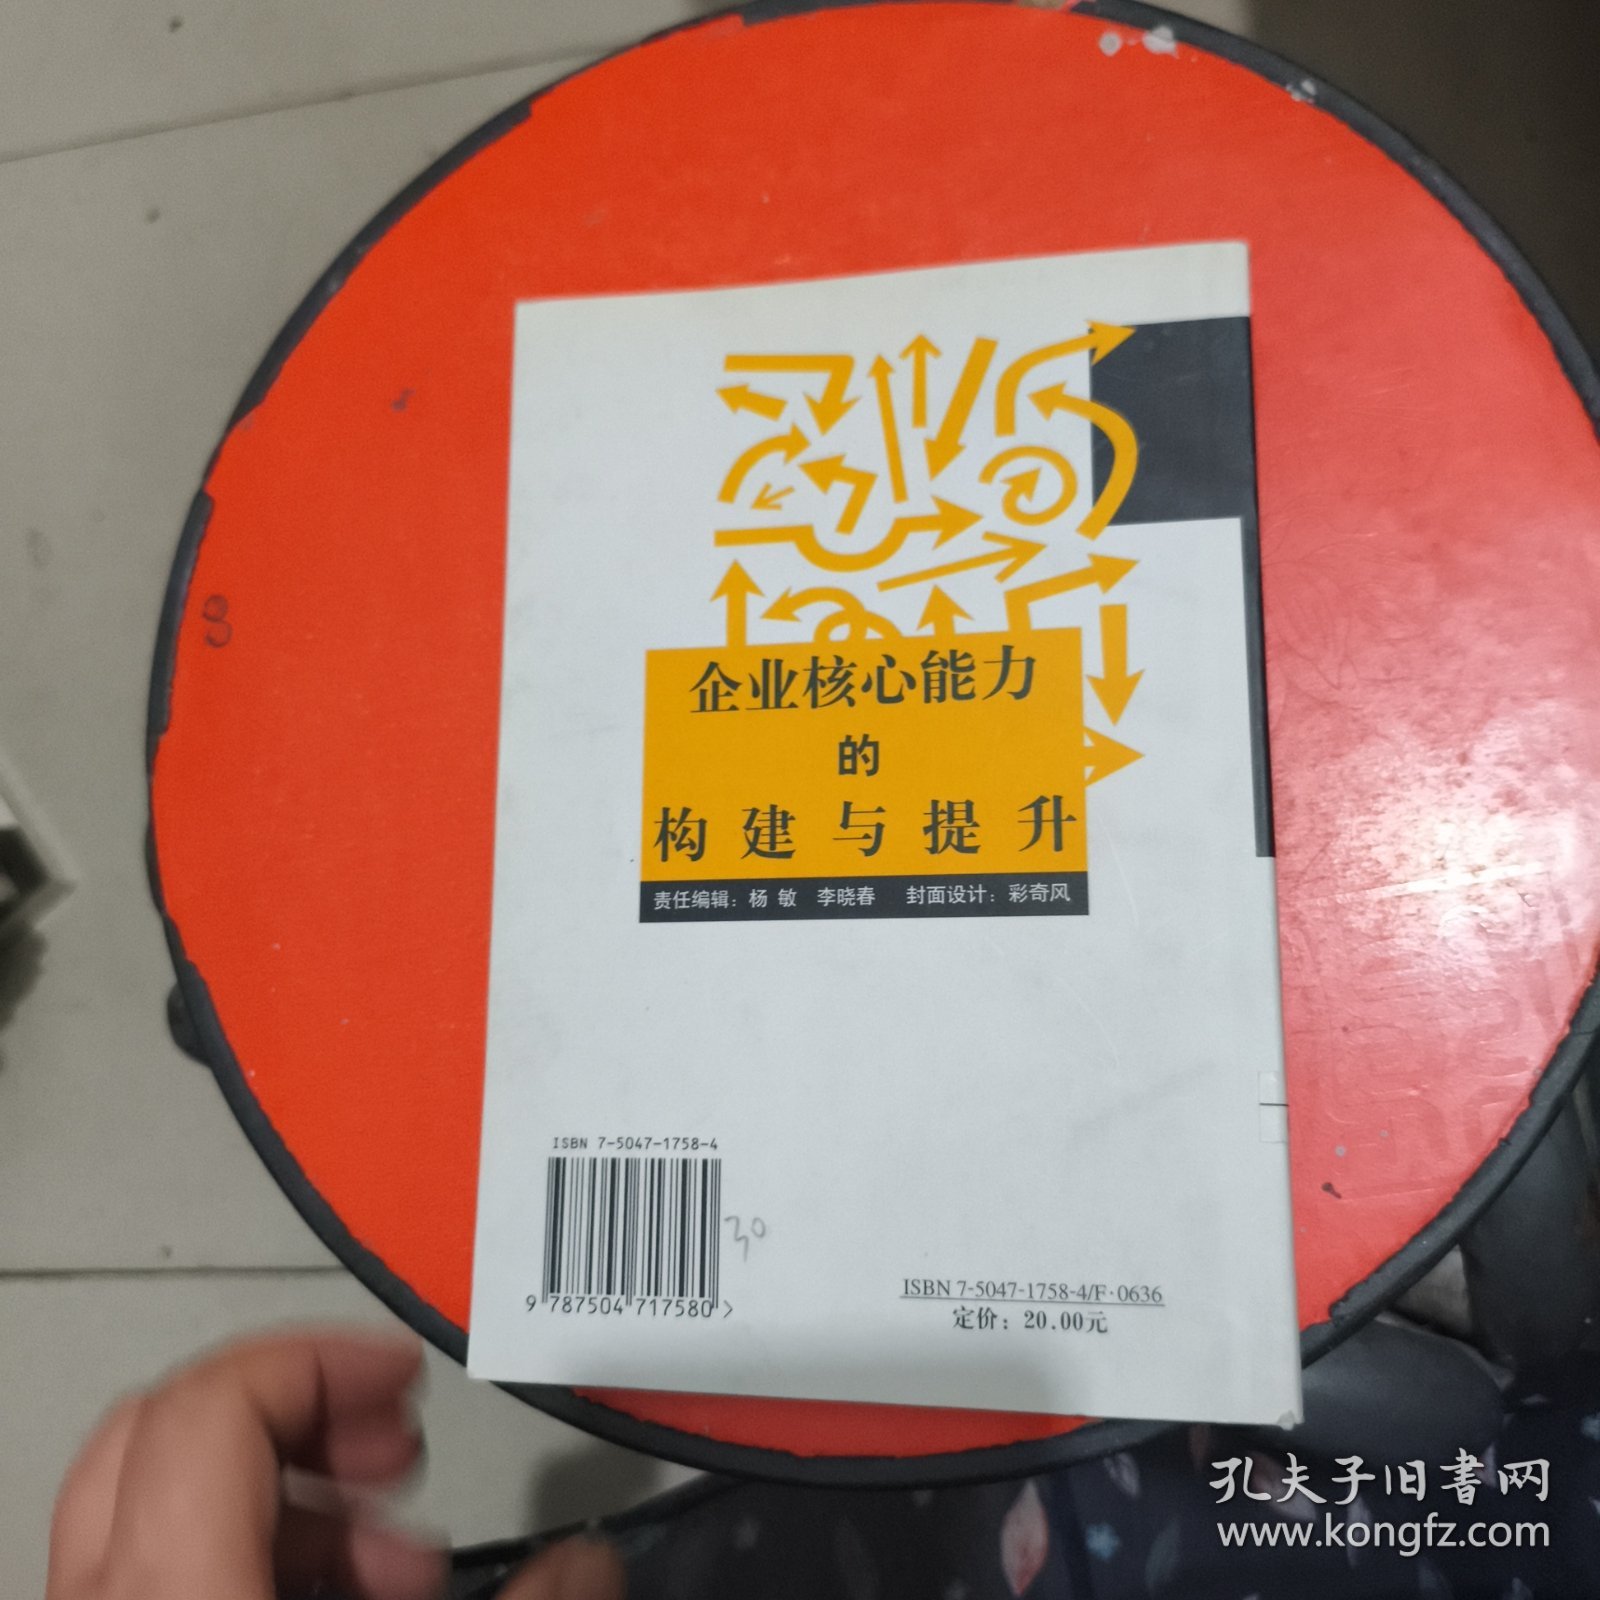 8
企业核心能力
的
构建与提升
责任编辑：杨 敏 李晓春 封面设计：彩奇风
ISBN 7-5047-1758-4
9 787504 717580 >
30
ISBN 7-5047-1758-4/F·0636
定价：20.00元
孔夫子旧書网
www.kongfz.com